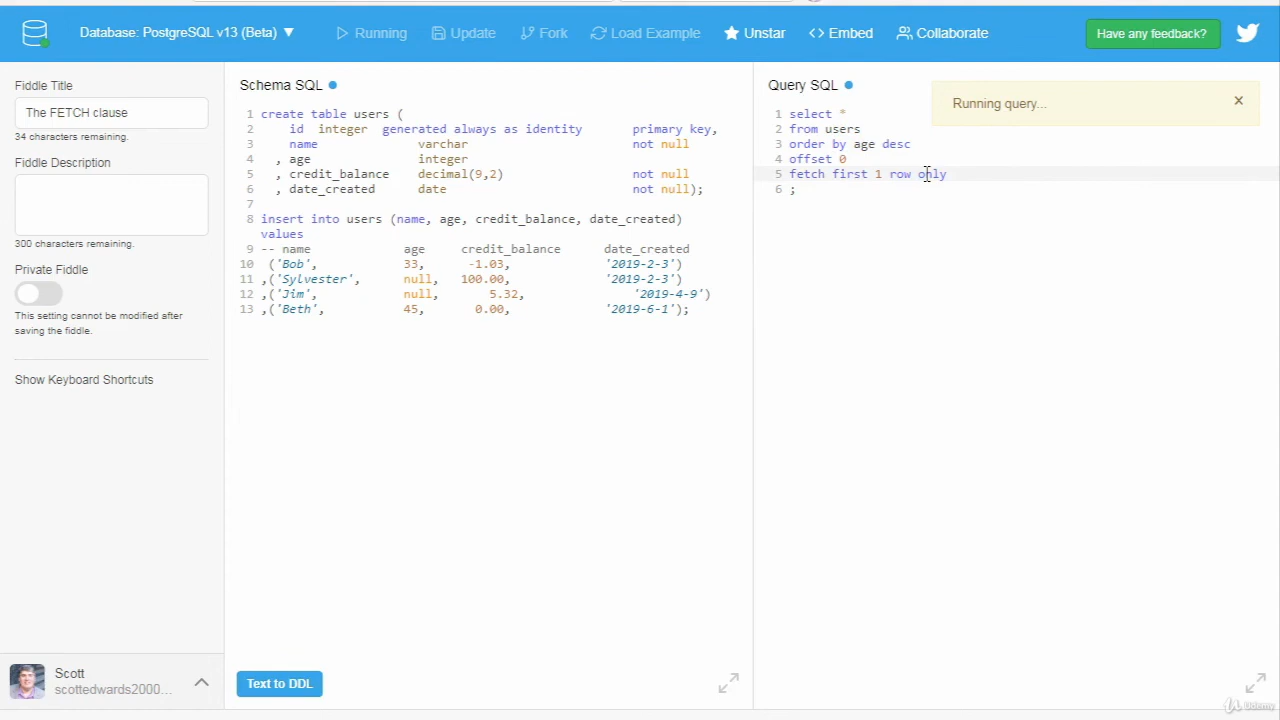 Database: PostgreSQL v13 (Beta) ▼
Running
Update
Fork
Load Example
Unstar
<> Embed
Collaborate
Have any feedback?
Fiddle Title
The FETCH clause
34 characters remaining.
Fiddle Description
300 characters remaining.
Private Fiddle
This setting cannot be modified after
saving the fiddle.
Show Keyboard Shortcuts
Scott
scottedwards2000...
Schema SQL
1 create table users (
2 id integer generated always as identity primary key,
3 name varchar not null
4 , age integer
5 , credit_balance decimal(9,2) not null
6 , date_created date not null);
7
8 insert into users (name, age, credit_balance, date_created)
values
9 -- name age credit_balance date_created
10 ('Bob', 33, -1.03, '2019-2-3')
11 ,('Sylvester', null, 100.00, '2019-2-3')
12 ,('Jim', null, 5.32, '2019-4-9')
13 ,('Beth', 45, 0.00, '2019-6-1');
Text to DDL
Query SQL
Running query...
×
1 select *
2 from users
3 order by age desc
4 offset 0
5 fetch first 1 row only
6 ;
Udemy